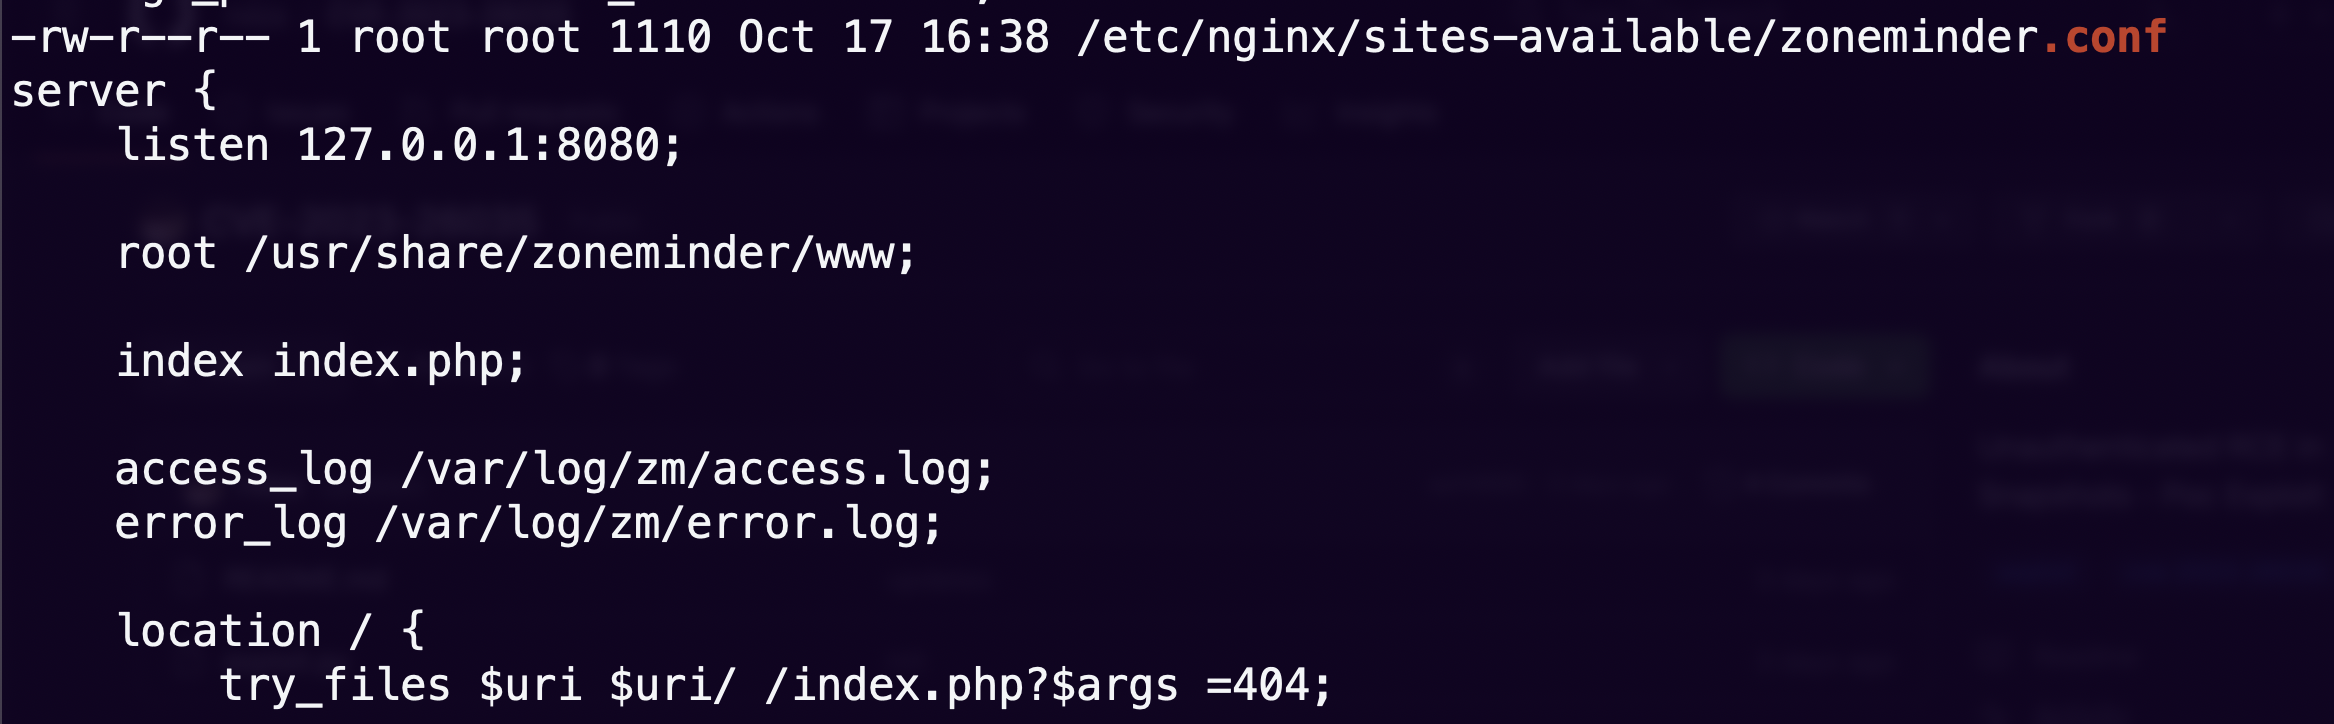 -rw-r--r-- 1 root root 1110 Oct 17 16:38 /etc/nginx/sites-available/zoneminder.conf
server {
    listen 127.0.0.1:8080;

    root /usr/share/zoneminder/www;

    index index.php;

    access_log /var/log/zm/access.log;
    error_log /var/log/zm/error.log;

    location / {
        try_files $uri $uri/ /index.php?$args =404;